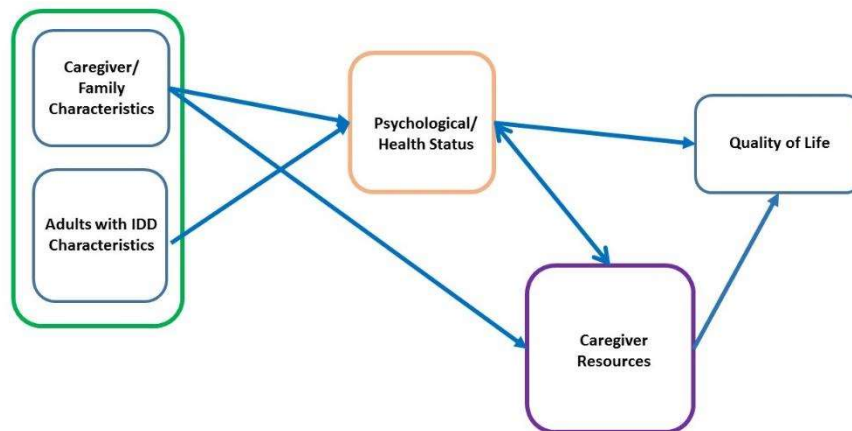 Caregiver/
Family
Characteristics
Adults with IDD
Characteristics
Psychological/
Health Status
Quality of Life
Caregiver
Resources